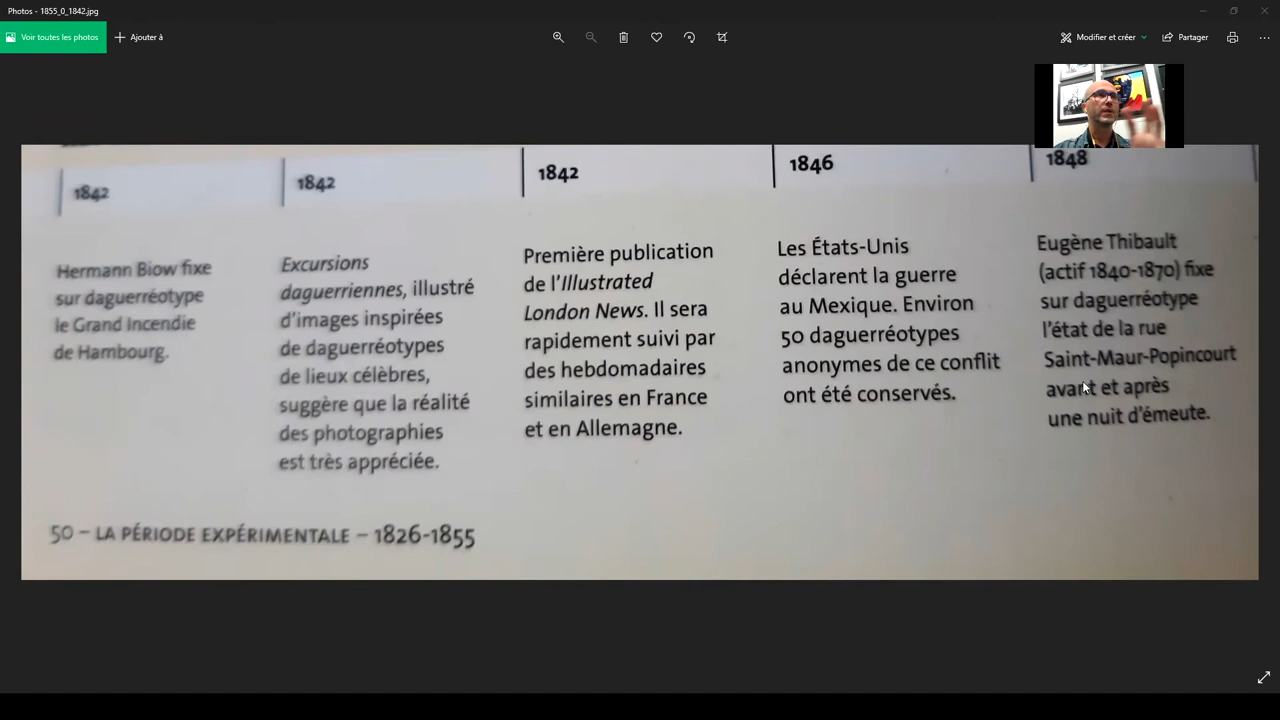 Photos - 1855_0_1842.jpg
Voir toutes les photos
Ajouter à
Modifier et créer
Partager
1842
Hermann Biow fixe
sur daguerréotype
le Grand Incendie
de Hambourg.
1842
Excursions
daguerriennes, illustré
d'images inspirées
de daguerréotypes
de lieux célèbres,
suggère que la réalité
des photographies
est très appréciée.
1842
Première publication
de l'Illustrated
London News. Il sera
rapidement suivi par
des hebdomadaires
similaires en France
et en Allemagne.
1846
Les États-Unis
déclarent la guerre
au Mexique. Environ
50 daguerréotypes
anonymes de ce conflit
ont été conservés.
1848
Eugène Thibault
(actif 1840-1870) fixe
sur daguerréotype
l'état de la rue
Saint-Maur-Popincourt
avant et après
une nuit d'émeute.
50 – LA PÉRIODE EXPÉRIMENTALE – 1826-1855